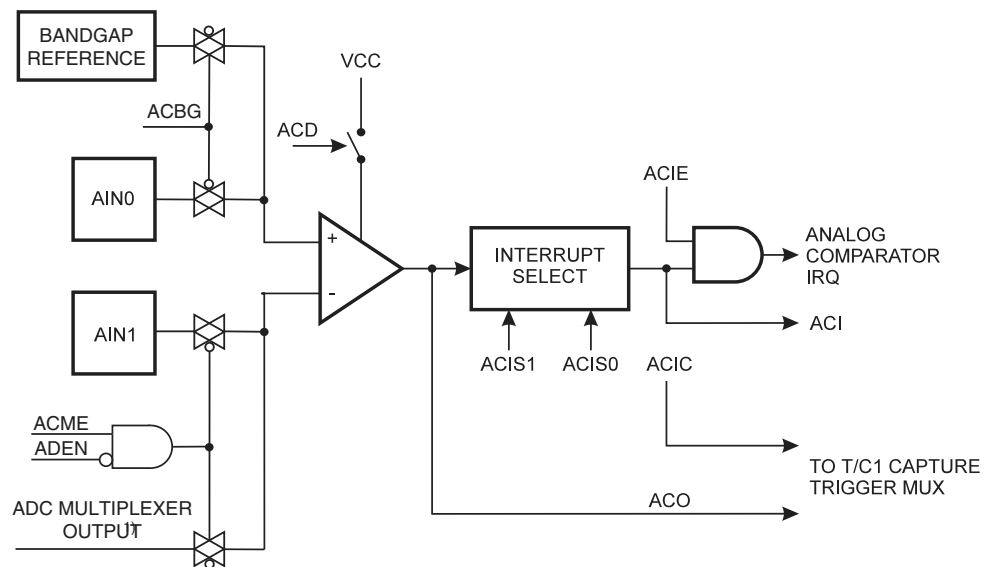 BANDGAP
REFERENCE
VCC
ACBG
ACD
AIN0
ACIE
+
INTERRUPT
SELECT
ANALOG
COMPARATOR
IRQ
-
AIN1
ACI
ACIS1
ACIS0
ACIC
ACME
ADEN
TO T/C1 CAPTURE
TRIGGER MUX
ADC MULTIPLEXER
OUTPUT
1)
ACO